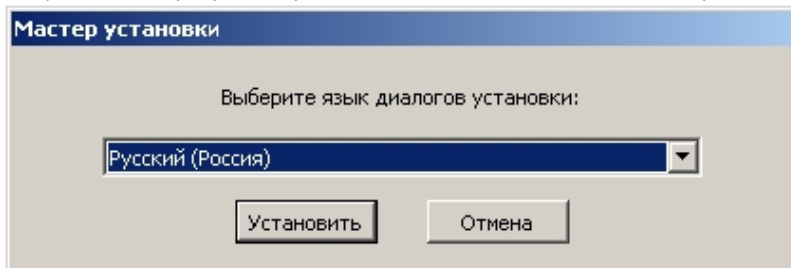 Мастер установки
Выберите язык диалогов установки:
Русский (Россия)
Установить Отмена